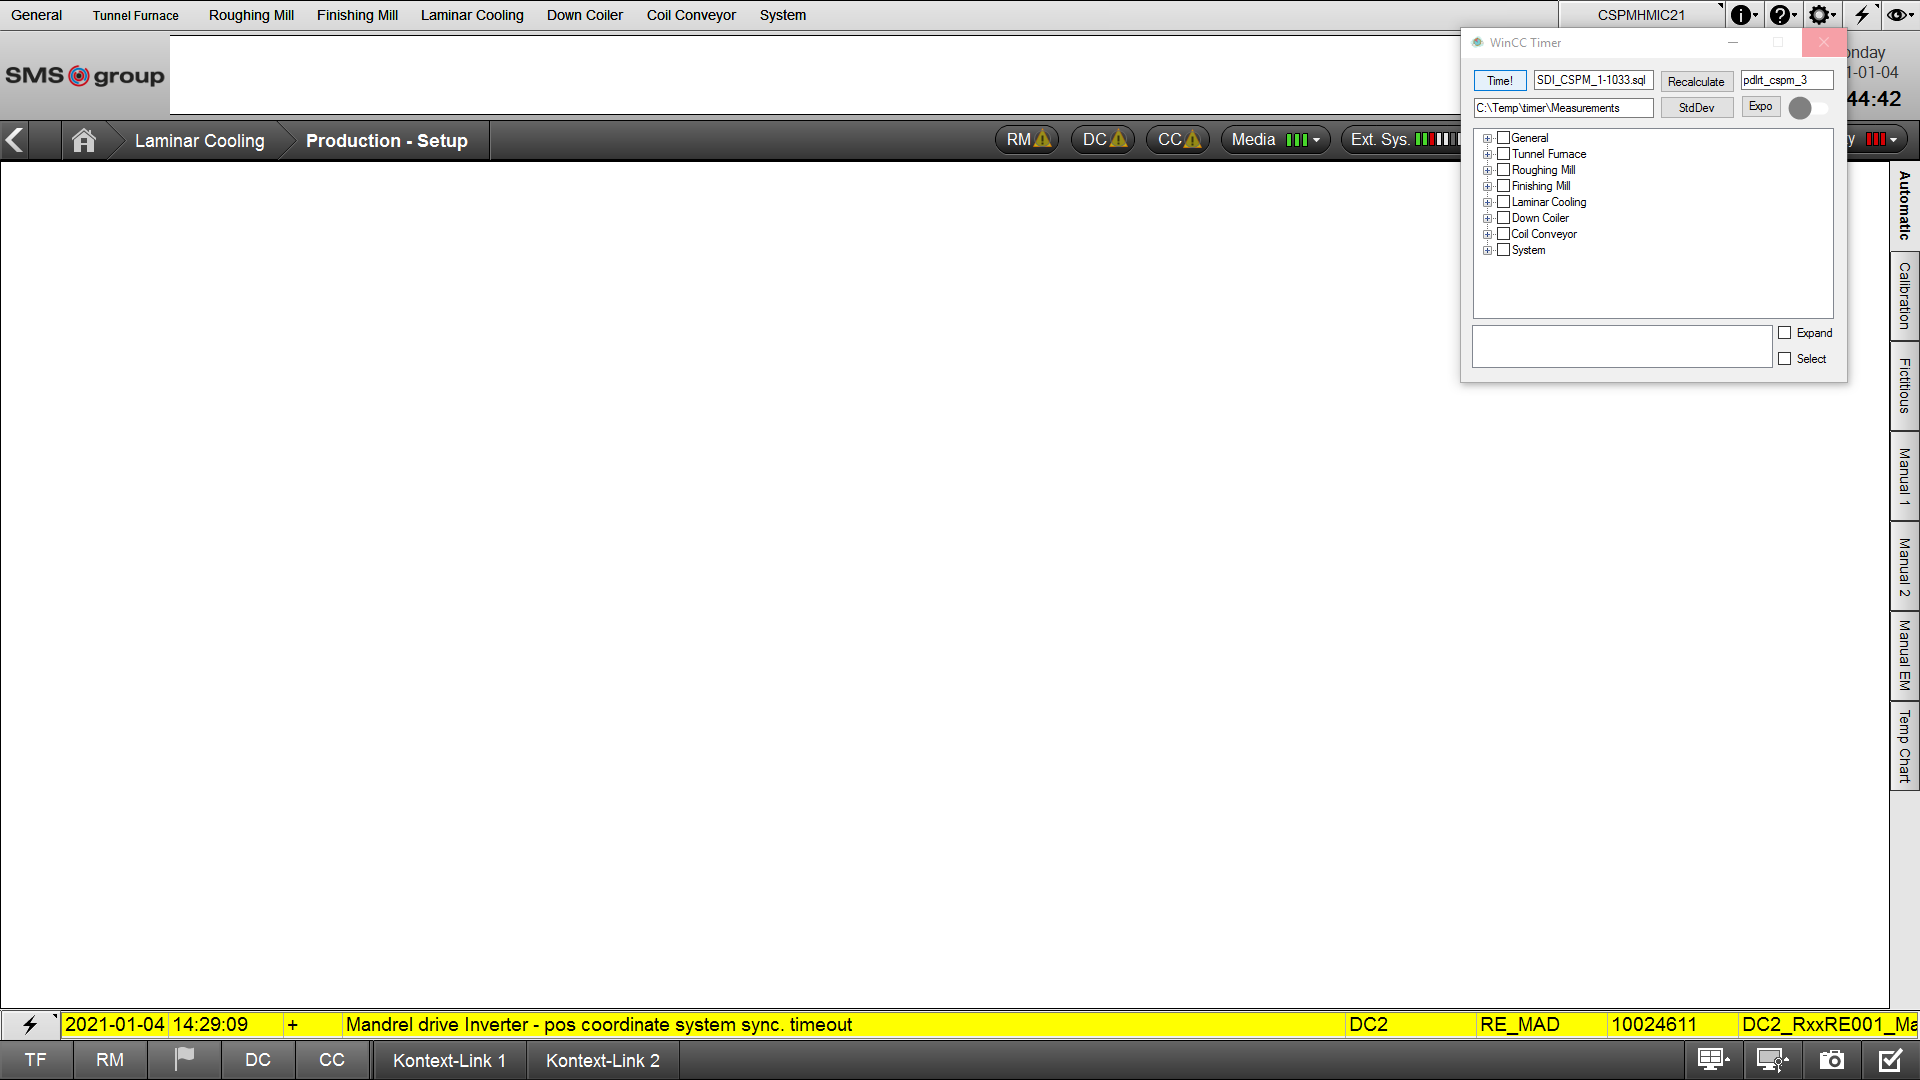 General Tunnel Furnace Roughing Mill Finishing Mill Laminar Cooling Down Coiler Coil Conveyor System CSPMHMIC21
WinCC Timer
SMS group
Time! SDI_CSPM_1-1033.sql Recalculate pdlrt_cspm_3
C:\Temp\timer\Measurements StdDev Expo
onday
1-01-04
44:42
Laminar Cooling Production - Setup RM DC CC Media Ext. Sys. y
General
Tunnel Furnace
Roughing Mill
Finishing Mill
Laminar Cooling
Down Coiler
Coil Conveyor
System
Expand
Select
Automatic
Calibration
Fictitious
Manual 1
Manual 2
Manual EM
Temp Chart
2021-01-04 14:29:09 + Mandrel drive Inverter - pos coordinate system sync. timeout DC2 RE_MAD 10024611 DC2_RxxRE001_Ma
TF RM DC CC Kontext-Link 1 Kontext-Link 2